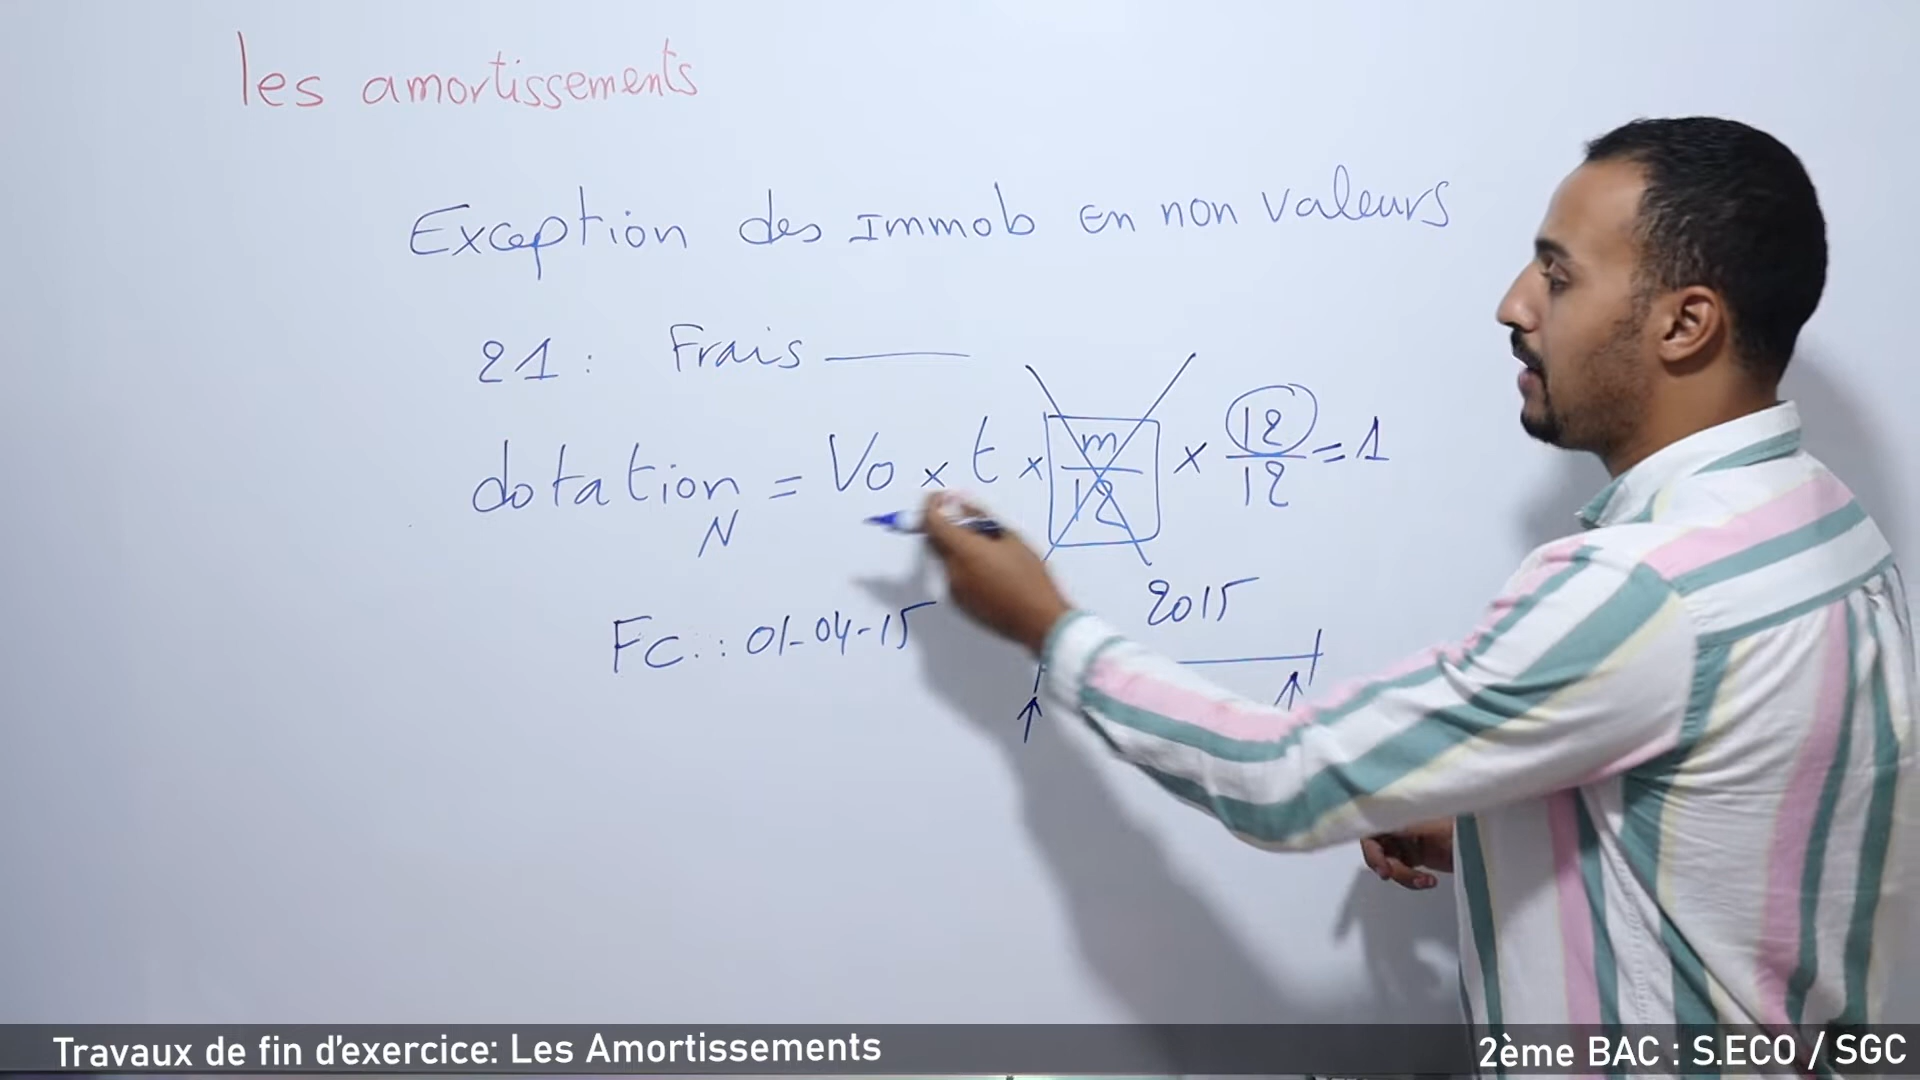 les amortissements
Exception des Immob en non valeurs
21 : Frais
dotation N = Vo × t × m/12 × 12/12 = 1
2015
FC : 01-04-15
Travaux de fin d'exercice: Les Amortissements
2ème BAC : S.ECO / SGC